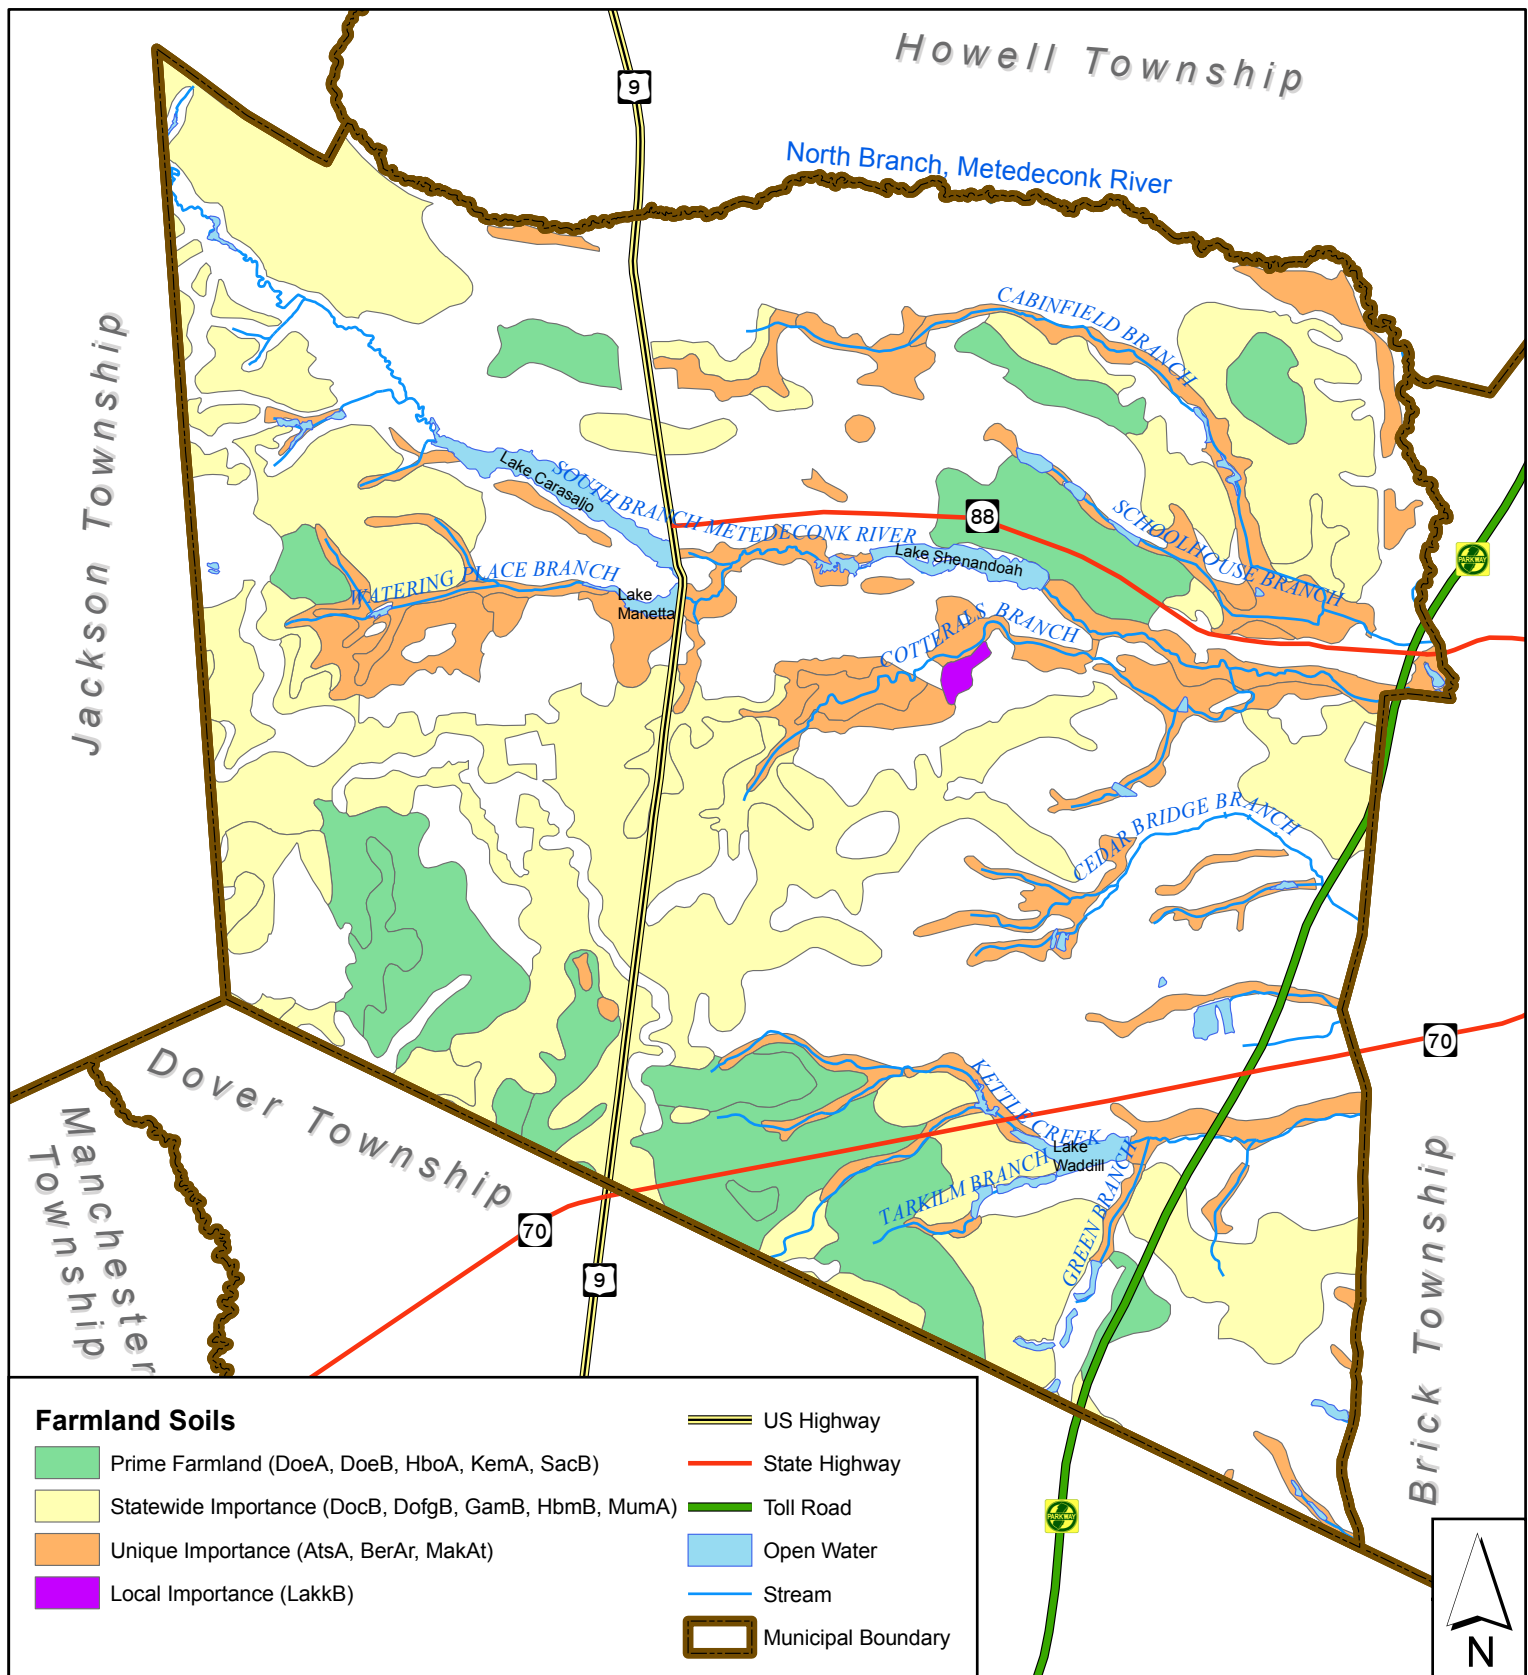 Howell Township
9
North Branch, Metedeconk River
CABINFIELD BRANCH
Jackson Township
Lake Carasaljo
SOUTH BRANCH METEDECONK RIVER
88
SCHOOLHOUSE BRANCH
PARKWAY
Lake Shenandoah
WATERING PLACE BRANCH
Lake
Manetta
COTTERALS BRANCH
CEDAR BRIDGE BRANCH
70
Dover Township
Manchester
Township
KETTLE CREEK
Lake
Waddill
TARKILM BRANCH
GREEN BRANCH
70
9
Brick Township
PARKWAY
Farmland Soils
Prime Farmland (DoeA, DoeB, HboA, KemA, SacB)
Statewide Importance (DocB, DofgB, GamB, HbmB, MumA)
Unique Importance (AtsA, BerAr, MakAt)
Local Importance (LakkB)
US Highway
State Highway
Toll Road
Open Water
Stream
Municipal Boundary
N